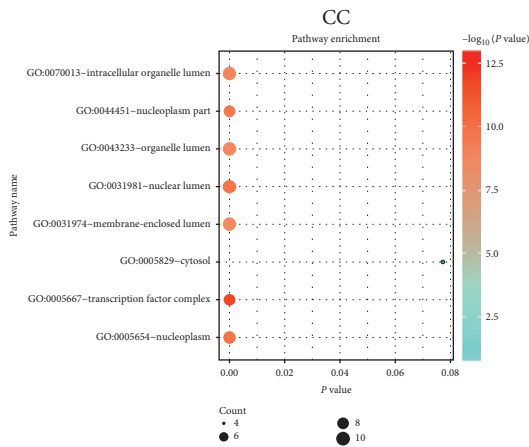 CC
Pathway enrichment
−log10 (P value)
GO:0070013−intracellular organelle lumen
GO:0044451−nucleoplasm part
GO:0043233−organelle lumen
GO:0031981−nuclear lumen
GO:0031974−membrane-enclosed lumen
GO:0005829−cytosol
GO:0005667−transcription factor complex
GO:0005654−nucleoplasm
Pathway name
0.00 0.02 0.04 0.06 0.08
P value
12.5
10.0
7.5
5.0
2.5
Count
4 8
6 10